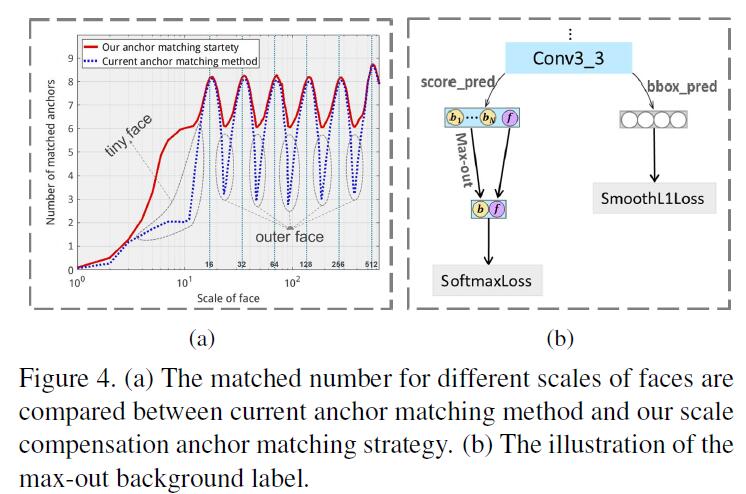 Our anchor matching startety
Current anchor matching method
Number of matched anchors
9
8
7
6
5
4
3
2
1
0
tiny face
outer face
16 32 64 128 256 512
10^0 10^1 10^2
Scale of face
(a)
⋮
Conv3_3
score_pred
bbox_pred
b1 ··· bN f
Max-out
b f
SmoothL1Loss
SoftmaxLoss
(b)
Figure 4. (a) The matched number for different scales of faces are
compared between current anchor matching method and our scale
compensation anchor matching strategy. (b) The illustration of the
max-out background label.